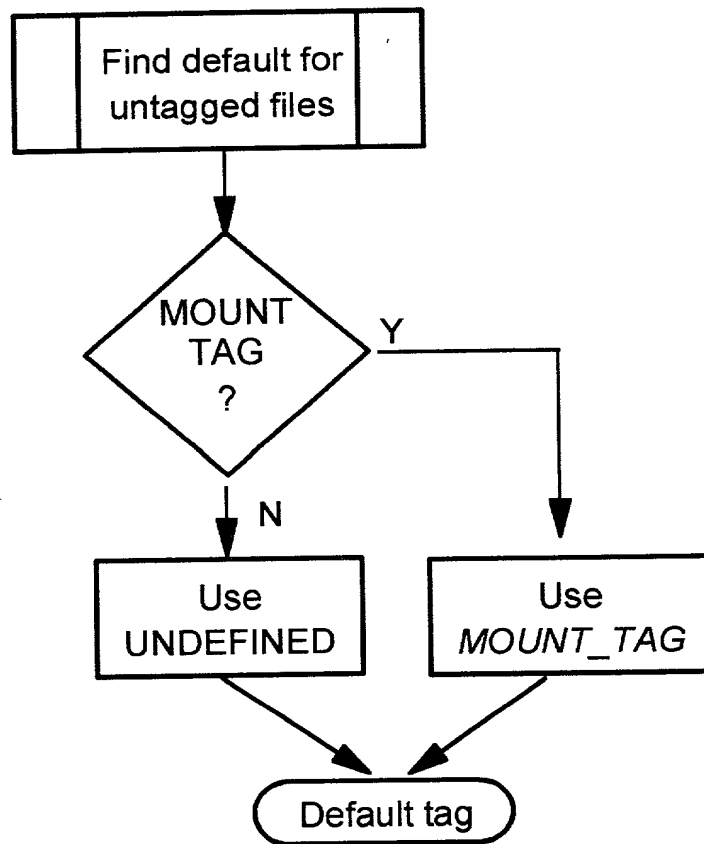 Find default for
untagged files
MOUNT
TAG
?
Y
N
Use
UNDEFINED
Use
MOUNT_TAG
Default tag